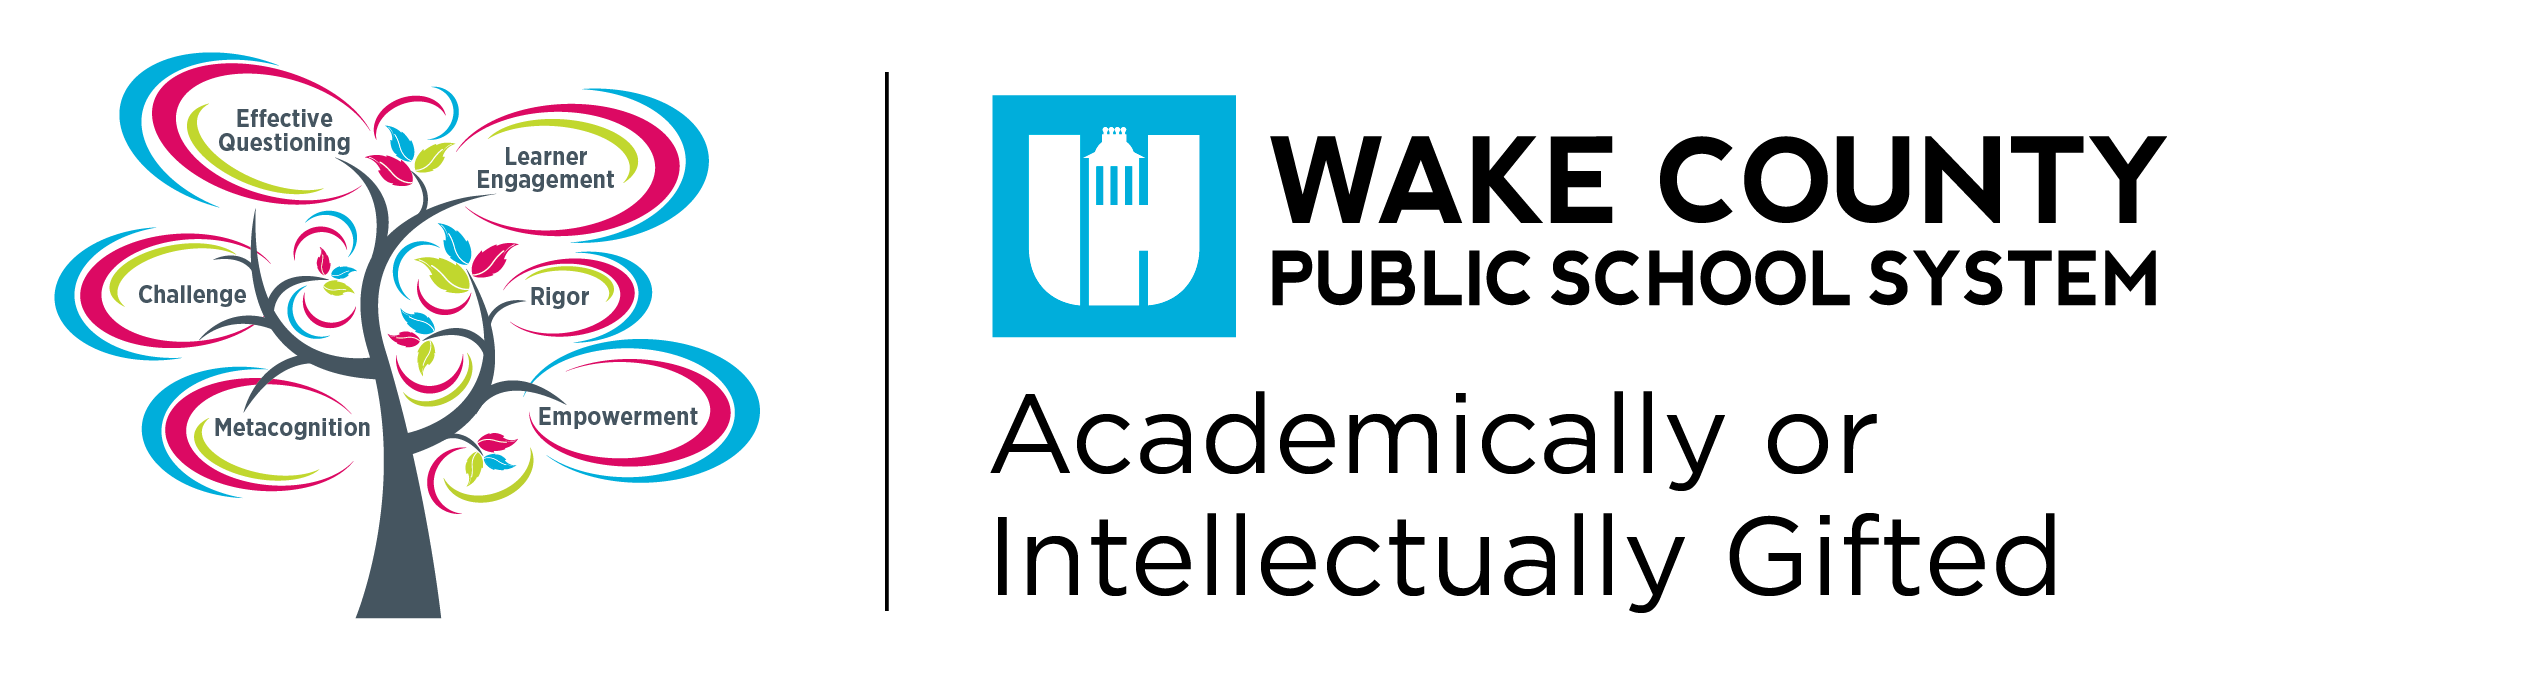 Effective
Questioning
Learner
Engagement
Challenge
Rigor
Metacognition
Empowerment
WAKE COUNTY
PUBLIC SCHOOL SYSTEM
Academically or
Intellectually Gifted